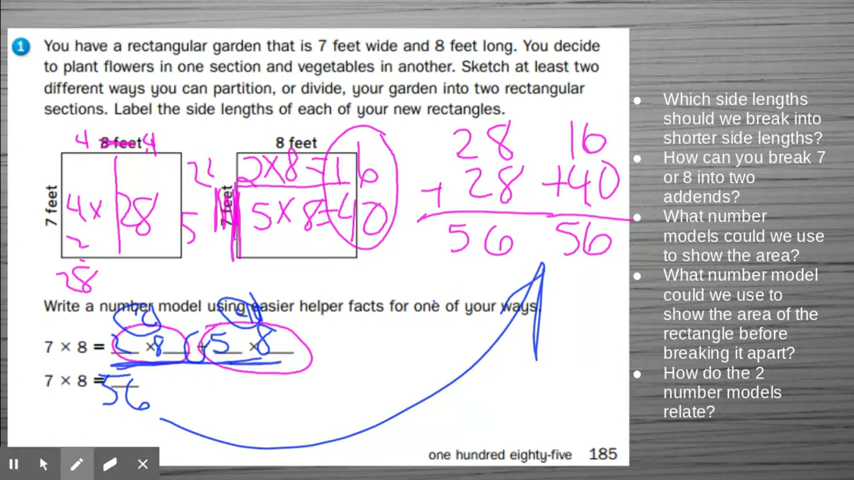 1 You have a rectangular garden that is 7 feet wide and 8 feet long. You decide
to plant flowers in one section and vegetables in another. Sketch at least two
different ways you can partition, or divide, your garden into two rectangular
sections. Label the side lengths of each of your new rectangles.
4 8 feet 4
8 feet
7 feet
4 x
28
28
2
5
2 x 8 = 16
5 x 8 = 40
28
+ 28
56
16
+ 40
56
Write a number model using easier helper facts for one of your ways.
7 × 8 = ___ × 8 ___ + 5 × 8 ___
7 × 8 = 56
one hundred eighty-five 185
● Which side lengths
should we break into
shorter side lengths?
● How can you break 7
or 8 into two
addends?
● What number
models could we use
to show the area?
● What number model
could we use to
show the area of the
rectangle before
breaking it apart?
● How do the 2
number models
relate?